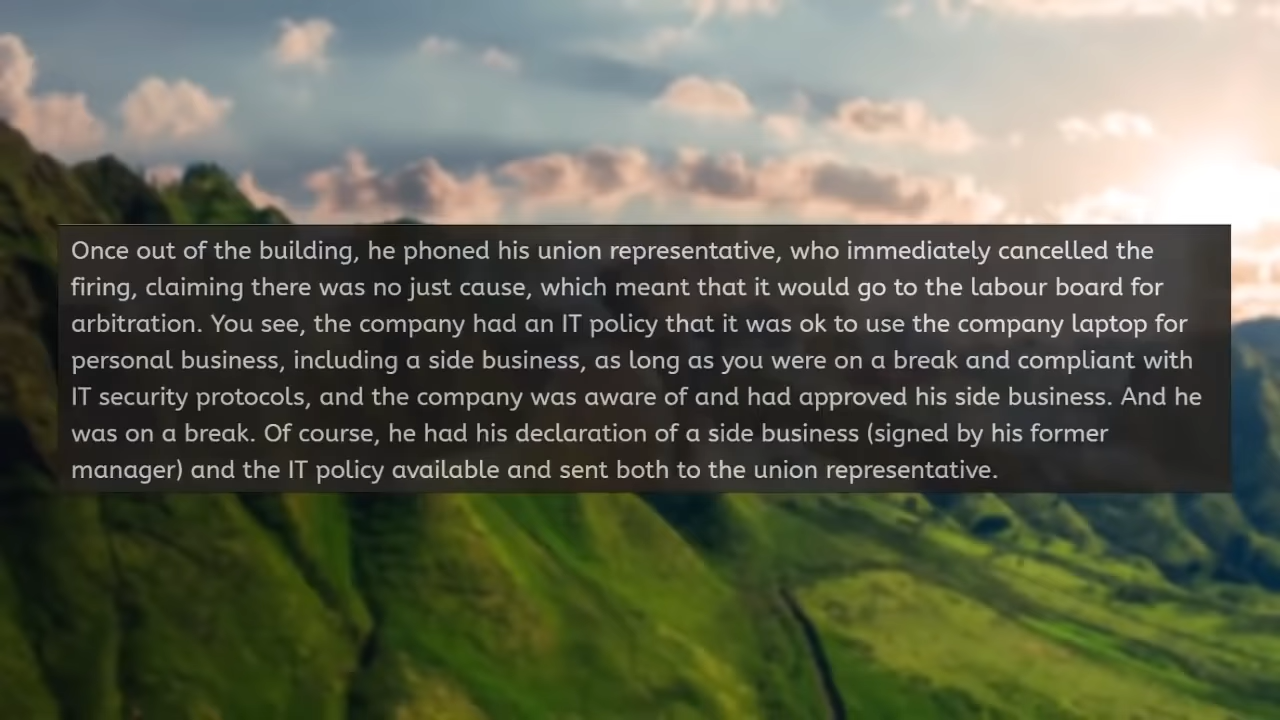 Once out of the building, he phoned his union representative, who immediately cancelled the
firing, claiming there was no just cause, which meant that it would go to the labour board for
arbitration. You see, the company had an IT policy that it was ok to use the company laptop for
personal business, including a side business, as long as you were on a break and compliant with
IT security protocols, and the company was aware of and had approved his side business. And he
was on a break. Of course, he had his declaration of a side business (signed by his former
manager) and the IT policy available and sent both to the union representative.